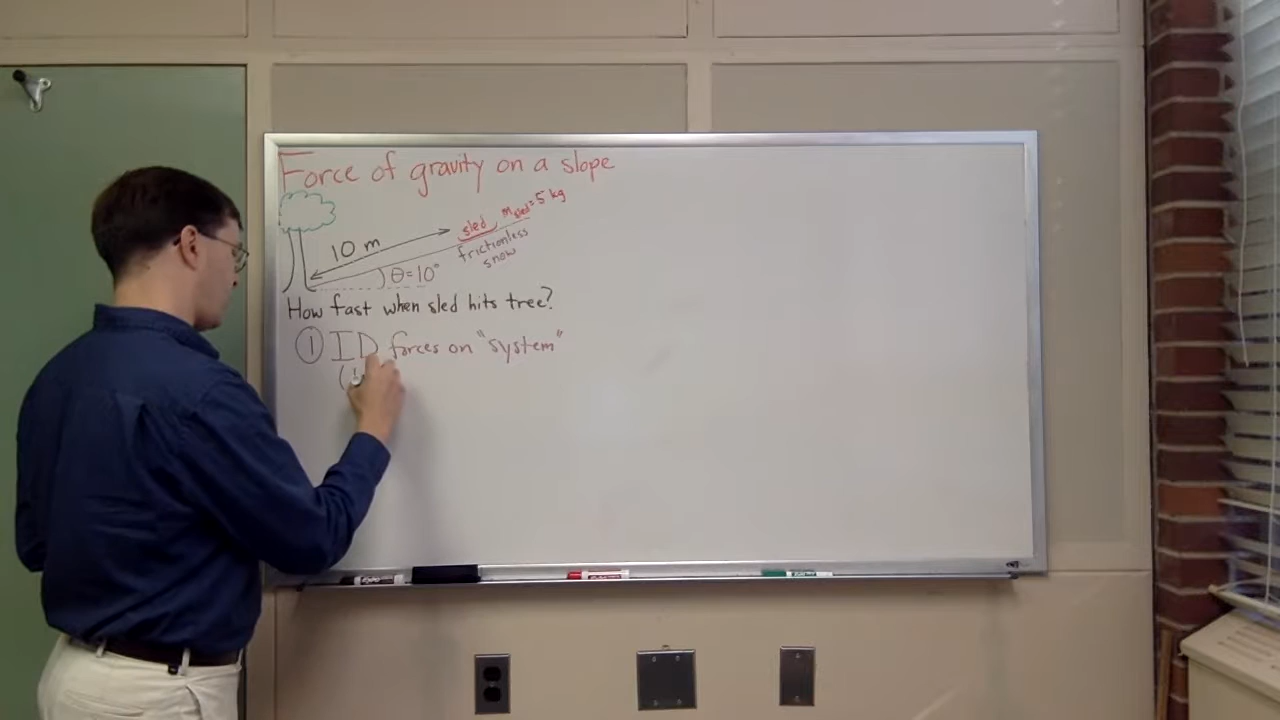 Force of gravity on a slope
sled m sled = 5 kg
10 m
frictionless
snow
θ = 10°
How fast when sled hits tree?
① ID forces on "system"